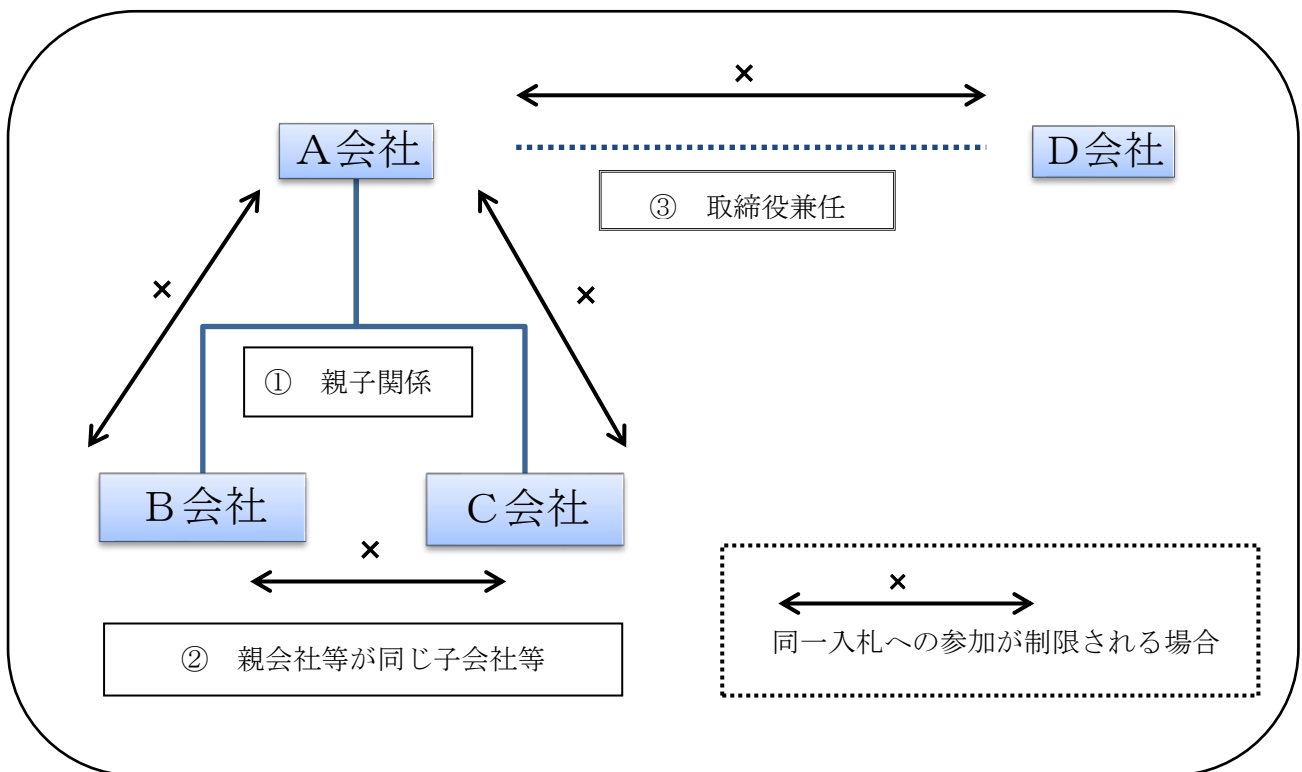 ×
Ａ会社
Ｄ会社
③　取締役兼任
×
×
①　親子関係
Ｂ会社
Ｃ会社
×
②　親会社等が同じ子会社等
×
同一入札への参加が制限される場合